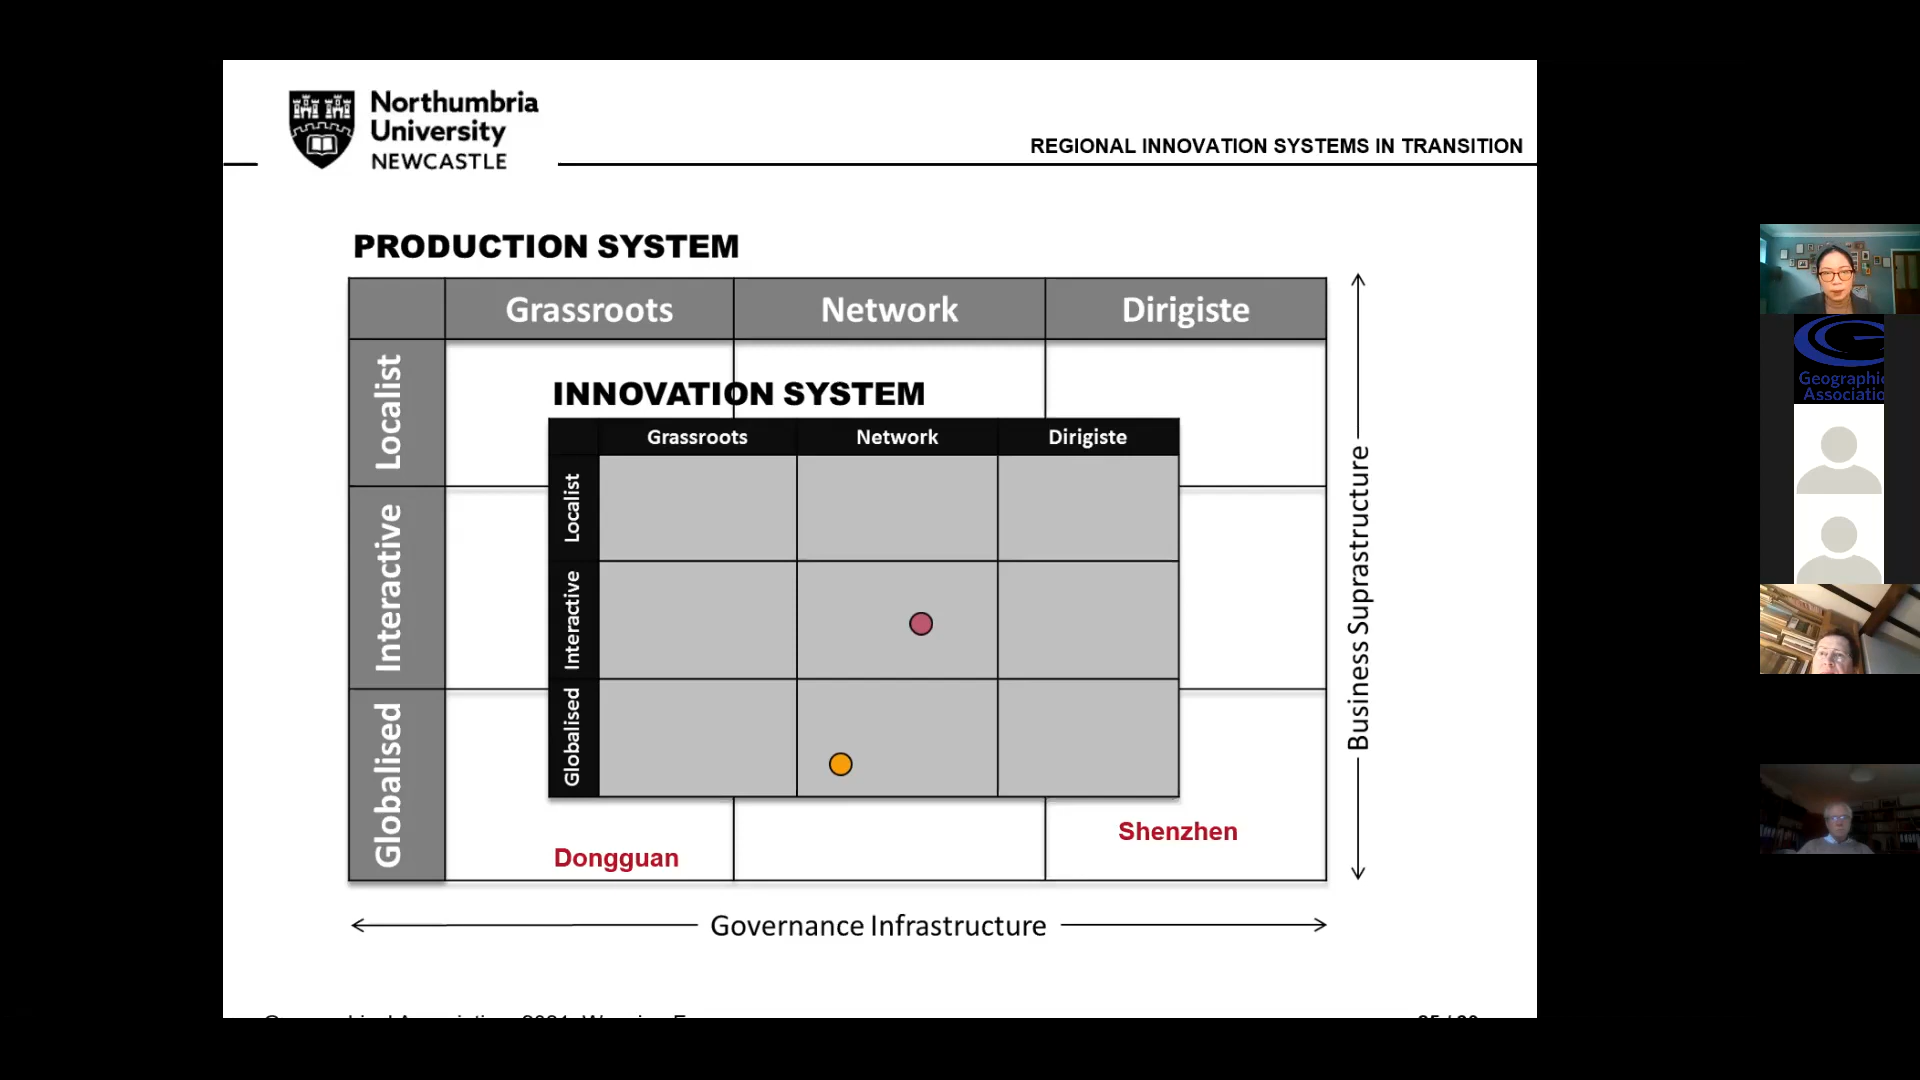 Northumbria
University
NEWCASTLE
REGIONAL INNOVATION SYSTEMS IN TRANSITION
PRODUCTION SYSTEM
Grassroots Network Dirigiste
Localist
Interactive
Globalised
INNOVATION SYSTEM
Grassroots Network Dirigiste
Localist
Interactive
Globalised
Dongguan
Shenzhen
Business Suprastructure
Governance Infrastructure
Geographic
Associatio